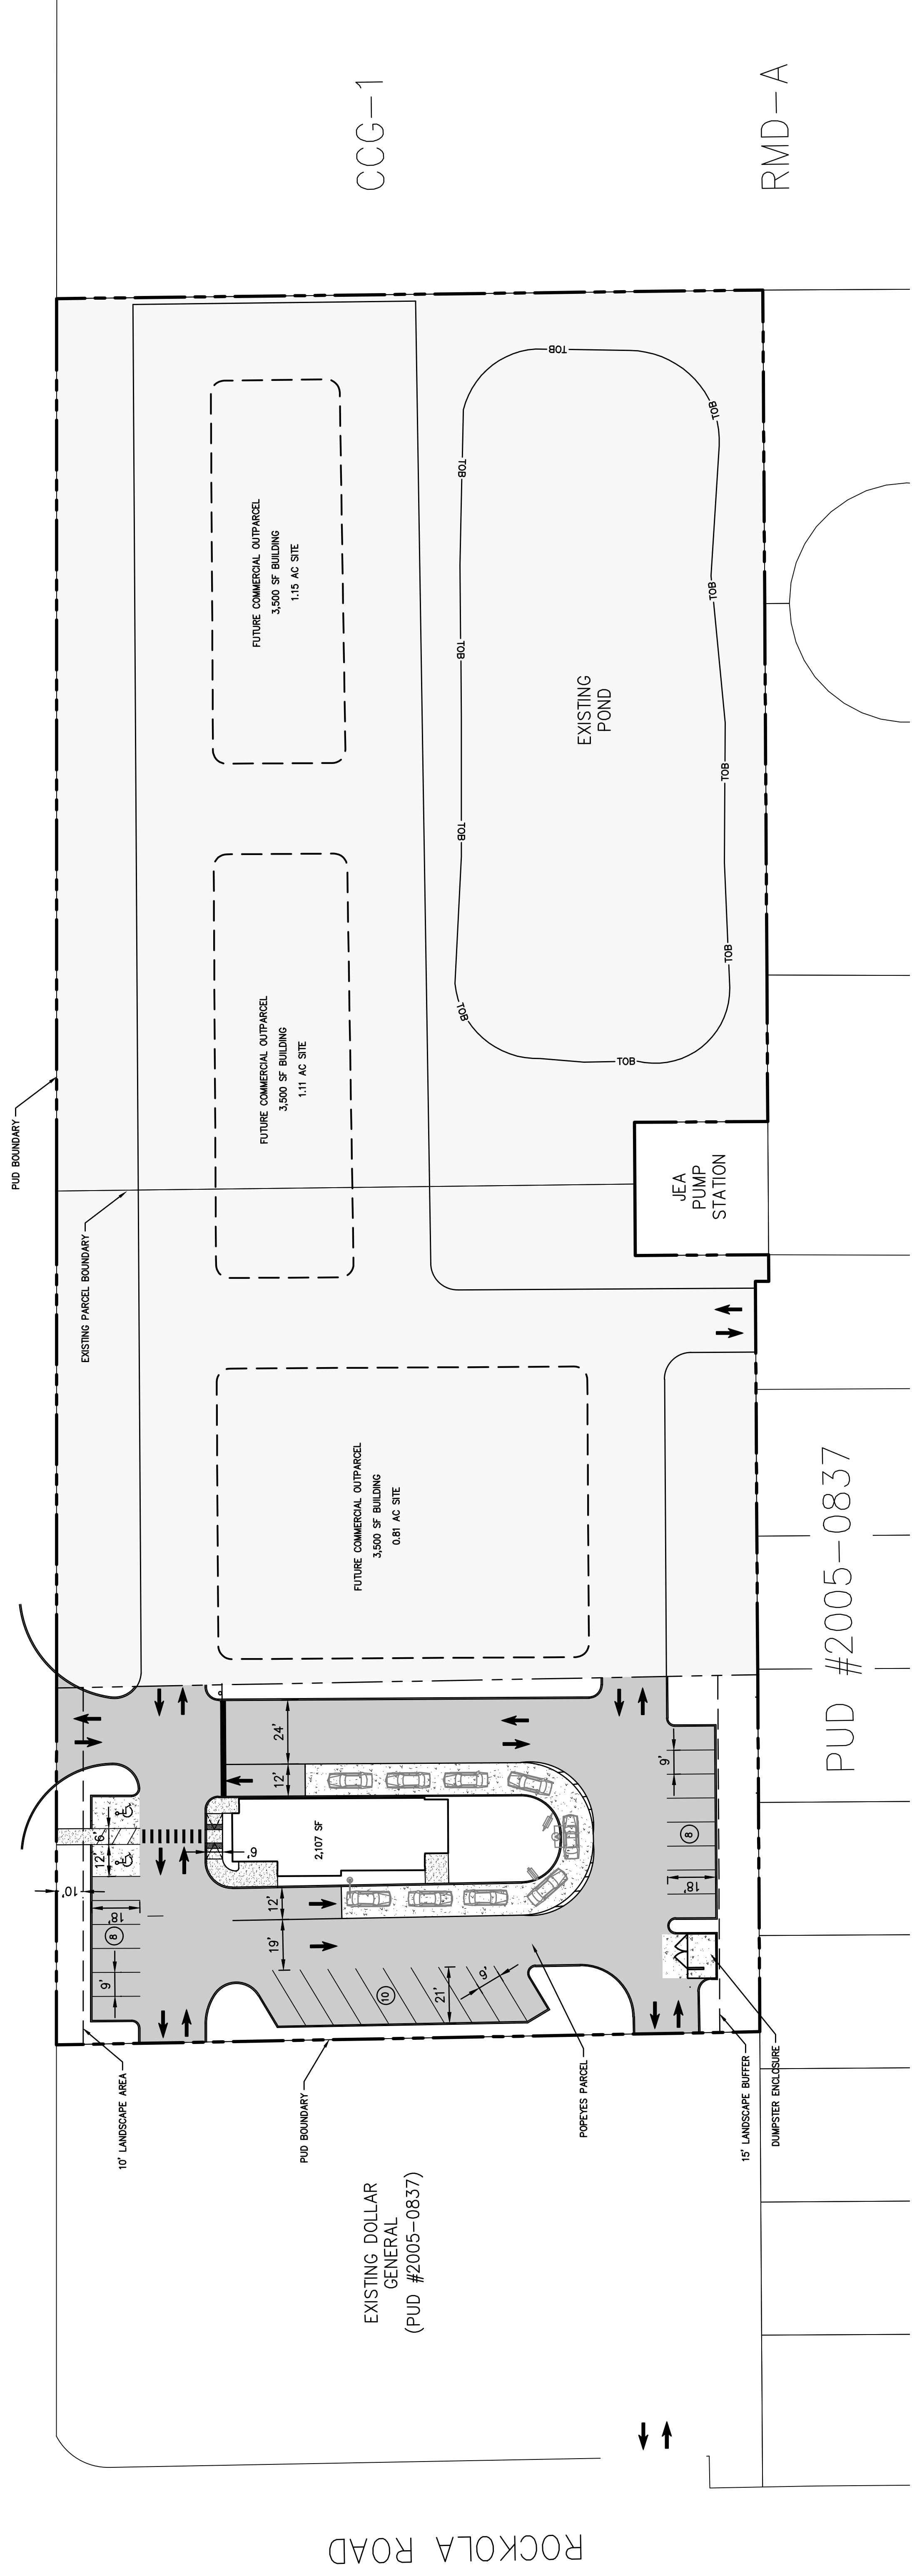 CCG-1
RMD-A
TOB
TOB
TOB
TOB
FUTURE COMMERCIAL OUTPARCEL
3,500 SF BUILDING
1.15 AC SITE
TOB
TOB
EXISTING
POND
TOB
TOB
TOB
TOB
TOB
FUTURE COMMERCIAL OUTPARCEL
3,500 SF BUILDING
1.11 AC SITE
PUD BOUNDARY
JEA
PUMP
STATION
EXISTING PARCEL BOUNDARY
FUTURE COMMERCIAL OUTPARCEL
3,500 SF BUILDING
0.81 AC SITE
PUD #2005-0837
24'
12'
9'
6'
12'
2,107 SF
6'
8
10'
18'
18'
12'
8
19'
9'
10
21'
9'
10' LANDSCAPE AREA
PUD BOUNDARY
POPEYES PARCEL
15' LANDSCAPE BUFFER
DUMPSTER ENCLOSURE
EXISTING DOLLAR
GENERAL
(PUD #2005-0837)
ROCKOLA ROAD